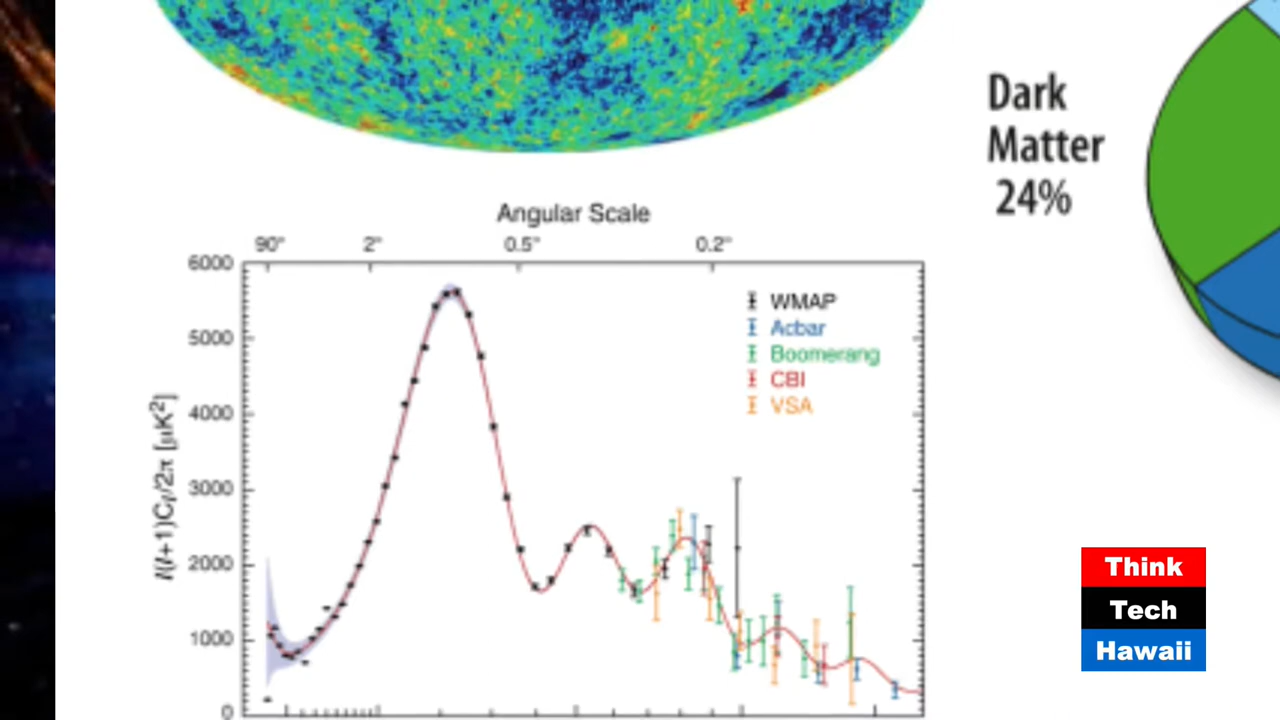 Dark
Matter
24%
Angular Scale
90° 2° 0.5° 0.2°
6000
5000
4000
3000
2000
1000
0
l(l+1)Cl/2π [μK²]
WMAP
Acbar
Boomerang
CBI
VSA
Think
Tech
Hawaii